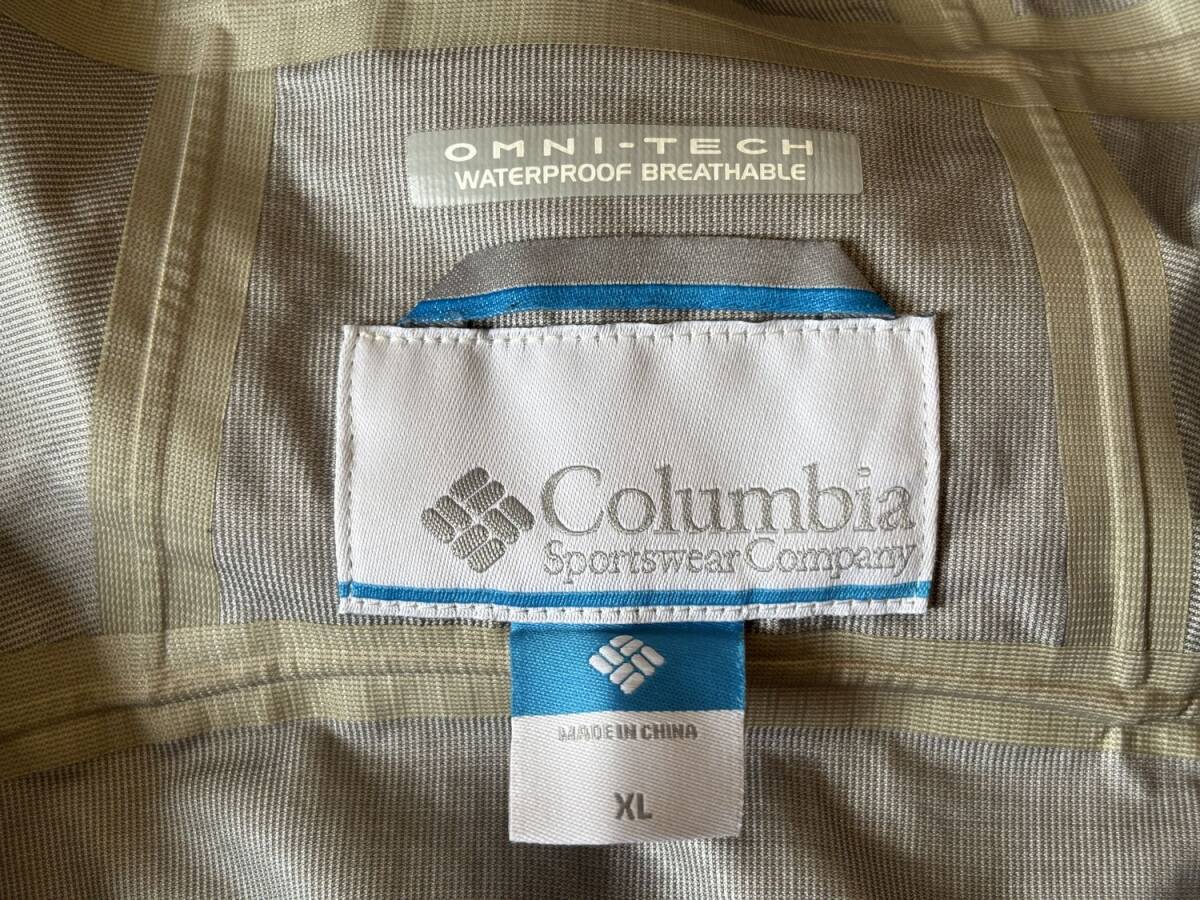 OMNI-TECH
WATERPROOF BREATHABLE
Columbia
Sportswear Company
MADE IN CHINA
XL